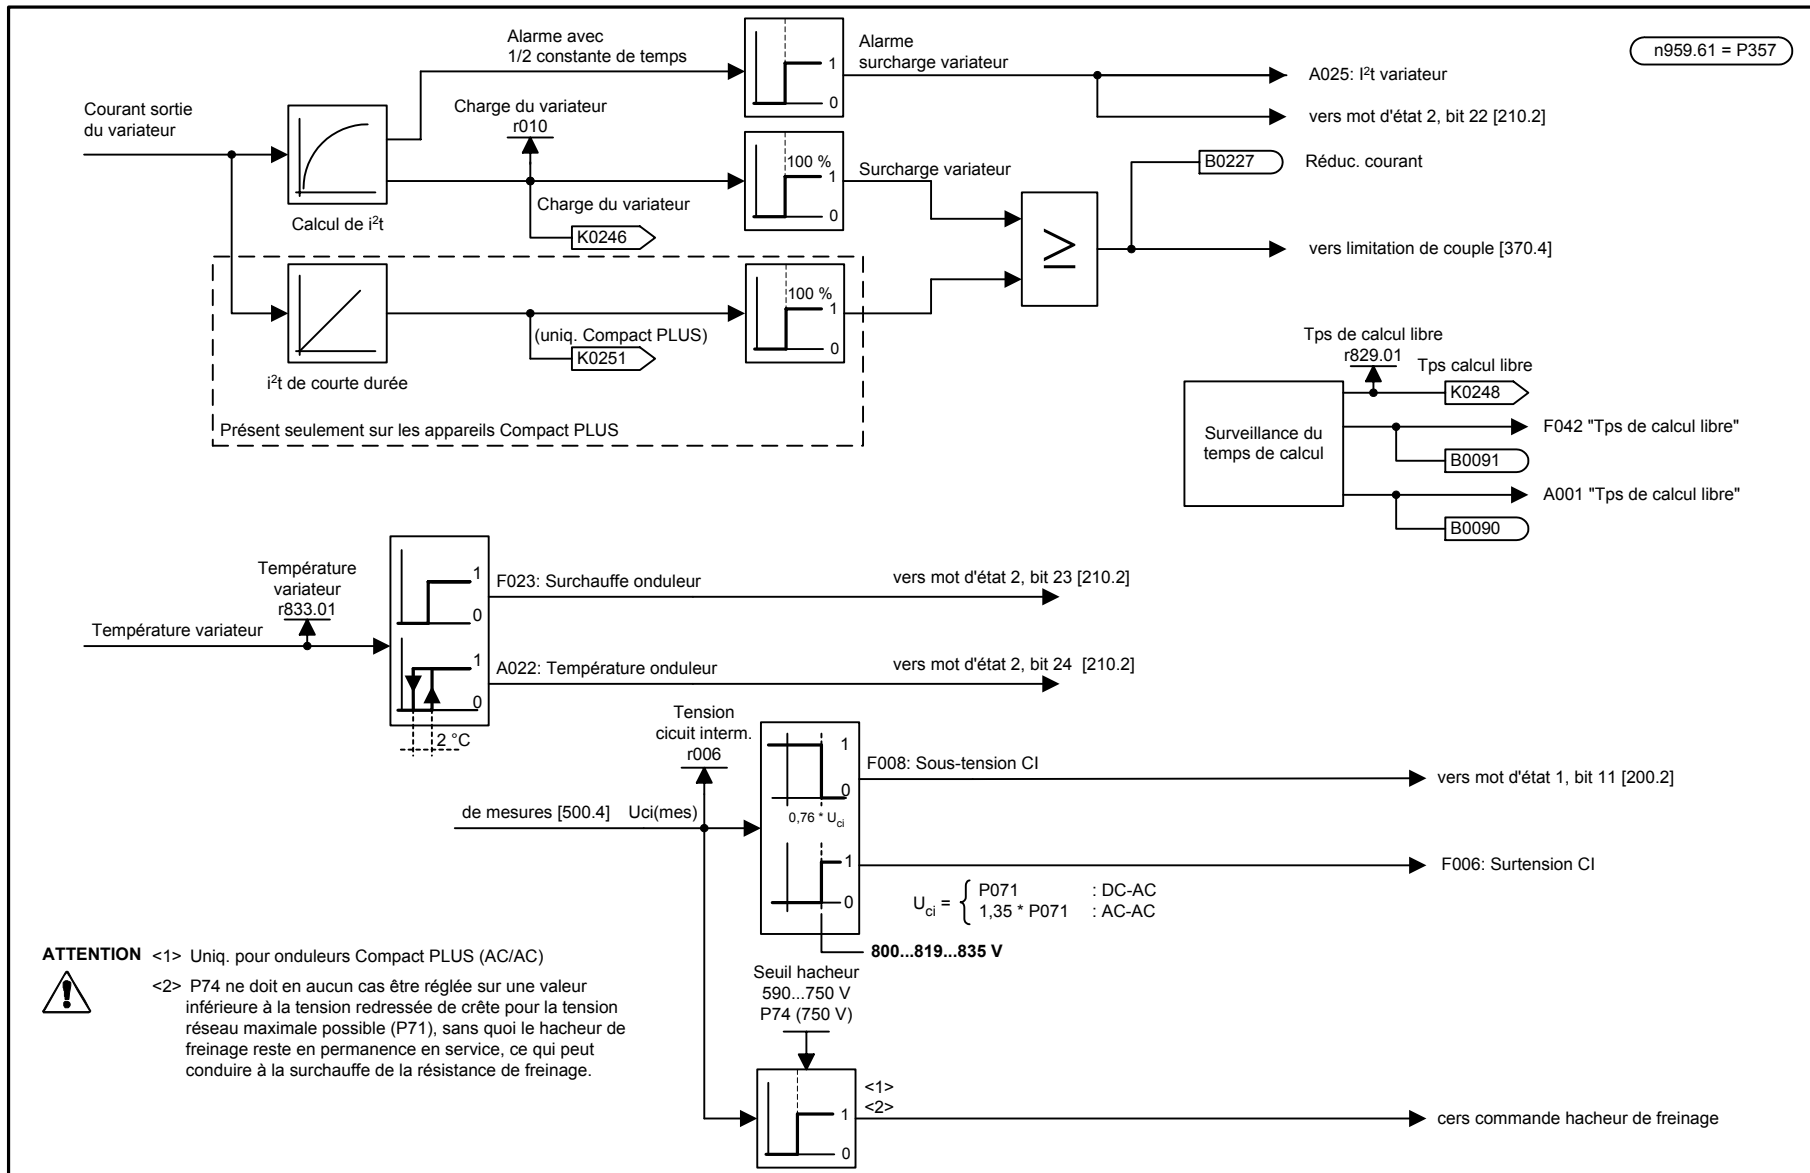 n959.61 = P357
Alarme avec
1/2 constante de temps
1
0
Alarme
surcharge variateur
A025: I²t variateur
vers mot d'état 2, bit 22 [210.2]
Courant sortie
du variateur
Calcul de i²t
Charge du variateur
r010
Charge du variateur
K0246
100 %
1
0
Surcharge variateur
≥
B0227
Réduc. courant
vers limitation de couple [370.4]
i²t de courte durée
(uniq. Compact PLUS)
K0251
100 %
1
0
Présent seulement sur les appareils Compact PLUS
Tps de calcul libre
r829.01
Tps calcul libre
K0248
Surveillance du
temps de calcul
F042 "Tps de calcul libre"
B0091
A001 "Tps de calcul libre"
B0090
Température
variateur
r833.01
Température variateur
1
0
1
0
2 °C
F023: Surchauffe onduleur
vers mot d'état 2, bit 23 [210.2]
A022: Température onduleur
vers mot d'état 2, bit 24 [210.2]
Tension
cicuit interm.
r006
de mesures [500.4]
Uci(mes)
1
0
0,76 * Uci
1
0
F008: Sous-tension CI
vers mot d'état 1, bit 11 [200.2]
F006: Surtension CI
Uci = { P071 : DC-AC
1,35 * P071 : AC-AC
800...819...835 V
Seuil hacheur
590...750 V
P74 (750 V)
1
0
<1>
<2>
cers commande hacheur de freinage
ATTENTION <1> Uniq. pour onduleurs Compact PLUS (AC/AC)
<2> P74 ne doit en aucun cas être réglée sur une valeur
inférieure à la tension redressée de crête pour la tension
réseau maximale possible (P71), sans quoi le hacheur de
freinage reste en permanence en service, ce qui peut
conduire à la surchauffe de la résistance de freinage.